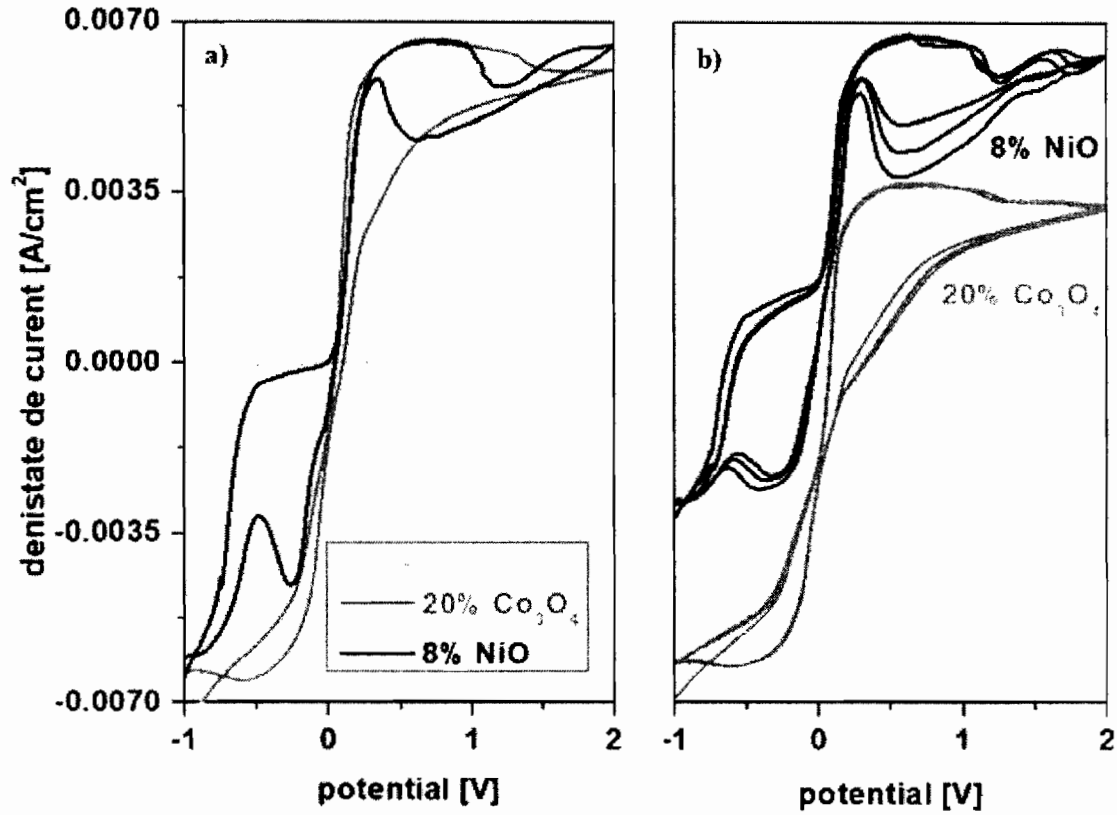 denistate de curent [A/cm²]
0.0070
0.0035
0.0000
-0.0035
-0.0070
a)
20% Co₃O₄
8% NiO
-1 0 1 2
potential [V]
b)
8% NiO
20% Co₃O₄
-1 0 1 2
potential [V]